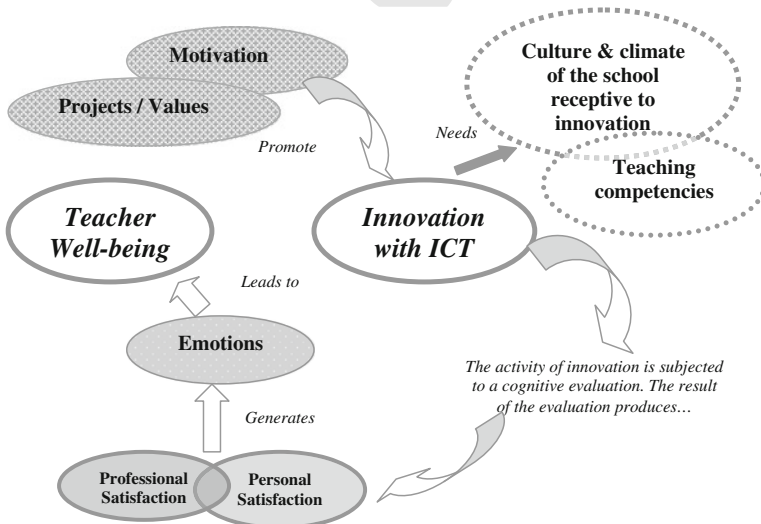 Motivation
Projects / Values
Promote
Culture & climate
of the school
receptive to
innovation
Needs
Teaching
competencies
Teacher
Well-being
Innovation
with ICT
Leads to
Emotions
The activity of innovation is subjected
to a cognitive evaluation. The result
of the evaluation produces…
Generates
Professional
Satisfaction
Personal
Satisfaction